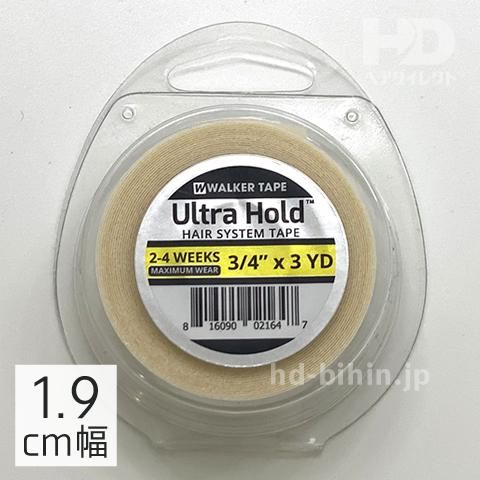 HD
ヘアダイレクト
WALKER TAPE
Ultra Hold™
HAIR SYSTEM TAPE
2-4 WEEKS
MAXIMUM WEAR
3/4" x 3 YD
8 16090 02164 7
hd-bihin.jp
1.9
cm幅